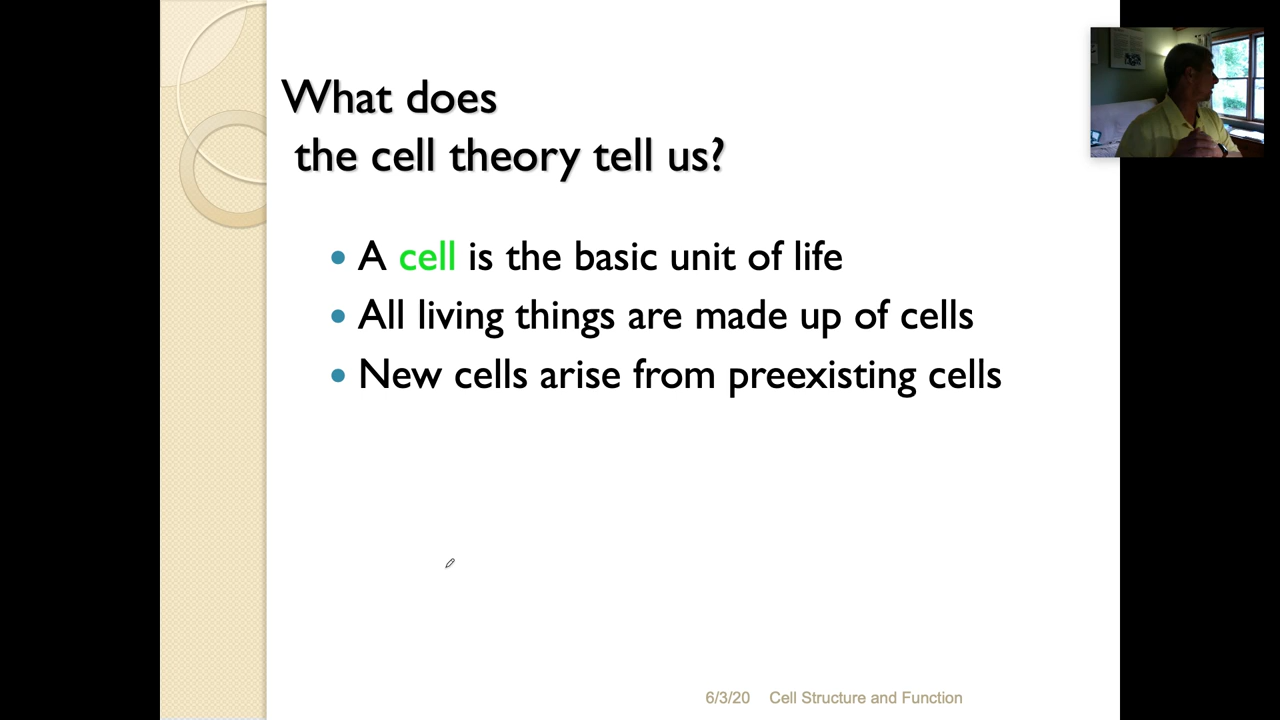 What does
the cell theory tell us?
• A cell is the basic unit of life
• All living things are made up of cells
• New cells arise from preexisting cells
6/3/20 Cell Structure and Function